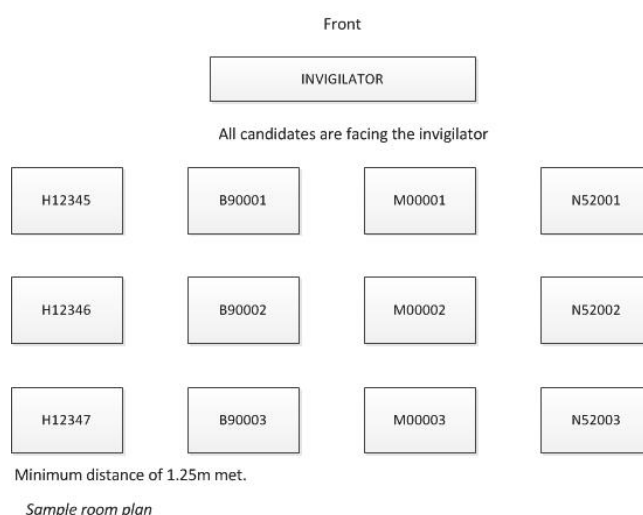 Front
INVIGILATOR
All candidates are facing the invigilator
H12345 B90001 M00001 N52001
H12346 B90002 M00002 N52002
H12347 B90003 M00003 N52003
Minimum distance of 1.25m met.
Sample room plan